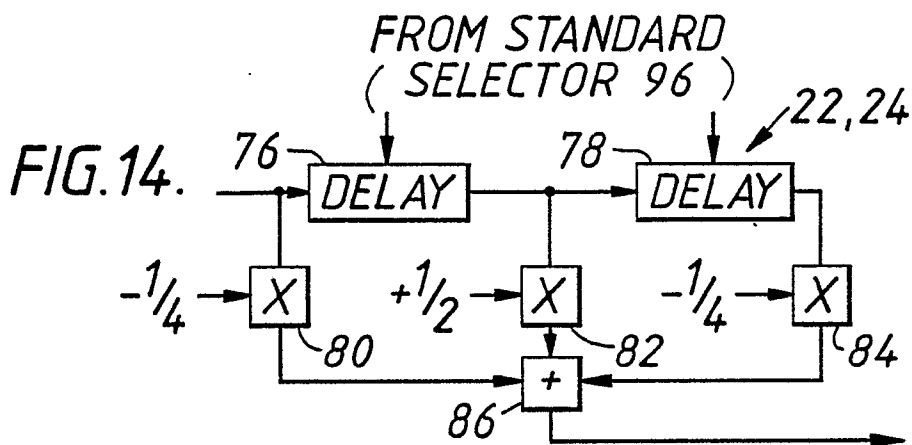 FROM STANDARD
( SELECTOR 96 )
22,24
FIG.14.
76
DELAY
78
DELAY
-1/4
X
80
+1/2
X
82
-1/4
X
84
+
86